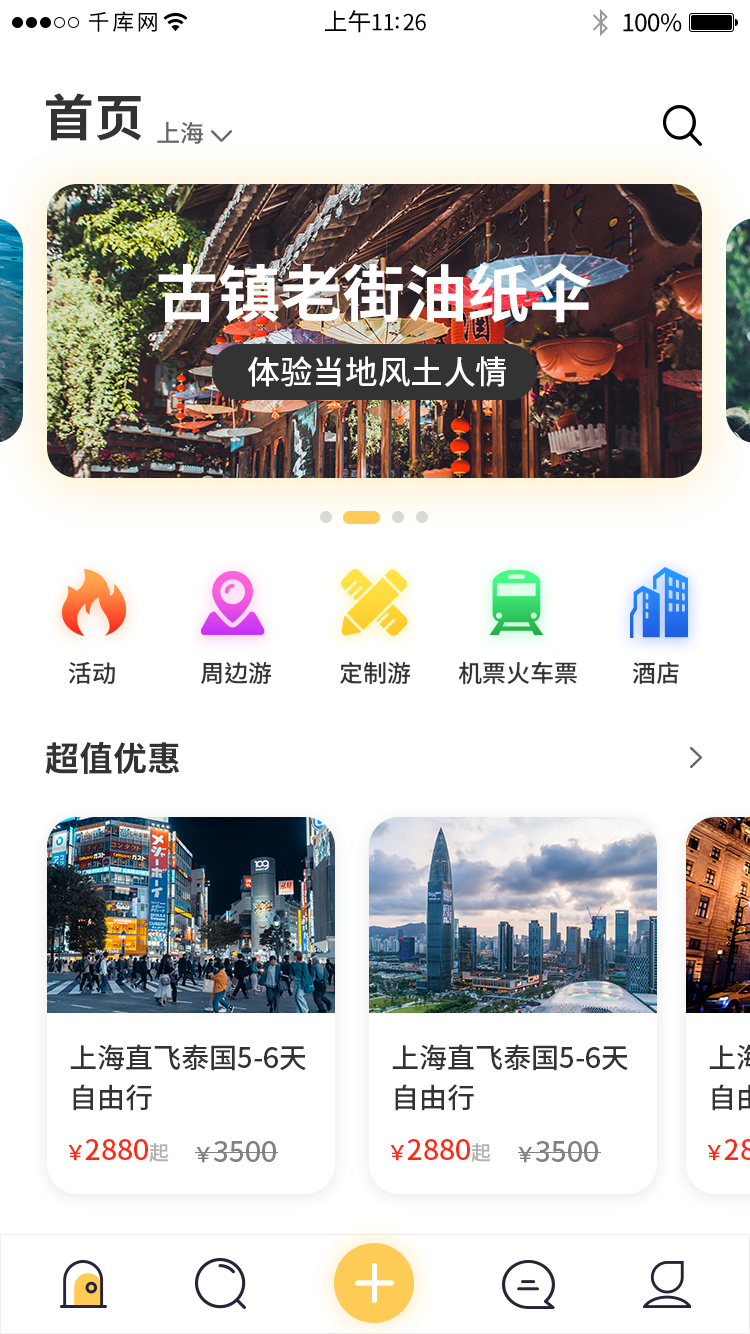 千库网 上午11:26 100%
首页 上海
古镇老街油纸伞
体验当地风土人情
活动 周边游 定制游 机票火车票 酒店
超值优惠
109
H&M
上海直飞泰国5-6天
自由行
¥2880起 ¥3500
上海直飞泰国5-6天
自由行
¥2880起 ¥3500
上海
自由
¥28